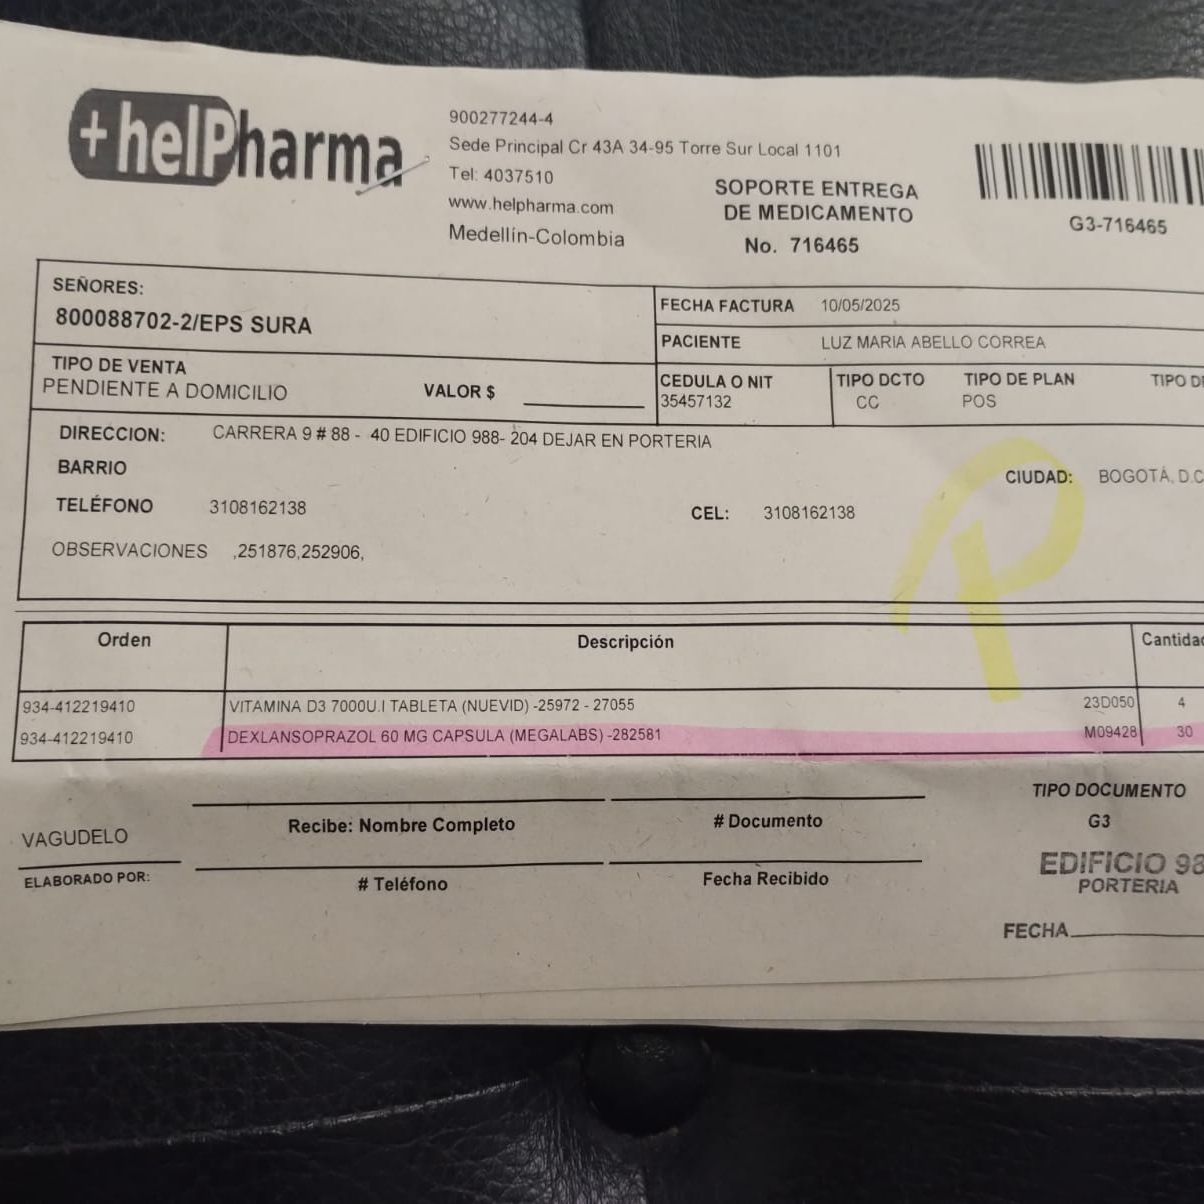 +helPharma
900277244-4
Sede Principal Cr 43A 34-95 Torre Sur Local 1101
Tel: 4037510
www.helpharma.com
Medellín-Colombia
SOPORTE ENTREGA
DE MEDICAMENTO
No. 716465
G3-716465
SEÑORES:
800088702-2/EPS SURA
FECHA FACTURA 10/05/2025
PACIENTE LUZ MARIA ABELLO CORREA
TIPO DE VENTA
PENDIENTE A DOMICILIO VALOR $
CEDULA O NIT TIPO DCTO TIPO DE PLAN TIPO
35457132 CC POS
DIRECCION: CARRERA 9 # 88 - 40 EDIFICIO 988- 204 DEJAR EN PORTERIA
BARRIO
CIUDAD: BOGOTÁ, D.C
TELÉFONO 3108162138 CEL: 3108162138
OBSERVACIONES ,251876,252906,
P
Orden Descripción Cantidad
934-412219410 VITAMINA D3 7000U.I TABLETA (NUEVID) -25972 - 27055 23D050 4
934-412219410 DEXLANSOPRAZOL 60 MG CAPSULA (MEGALABS) -282581 M09428 30
TIPO DOCUMENTO
G3
VAGUDELO
ELABORADO POR:
Recibe: Nombre Completo # Documento
# Teléfono Fecha Recibido
EDIFICIO 98
PORTERIA
FECHA